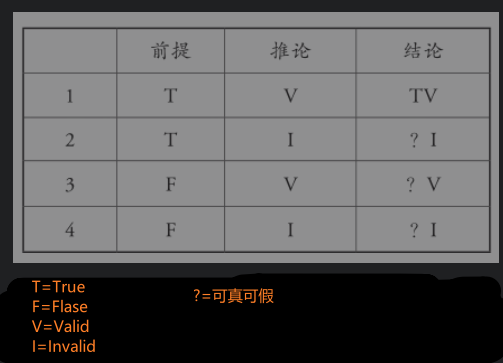 前提 推论 结论
1 T V TV
2 T I ? I
3 F V ? V
4 F I ? I
T=True
F=Flase
V=Valid
I=Invalid
?=可真可假